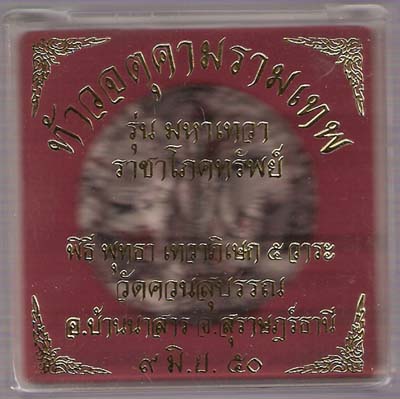 ท้าวจตุคามรามเทพ
รุ่น มหาเทวา
ราชาโภคทรัพย์
พิธี พุทธา เทวาภิเษก ๕ วาระ
วัดควนสุบรรณ
อ.บ้านนาสาร จ.สุราษฎร์ธานี
๙ มิ.ย. ๕๐